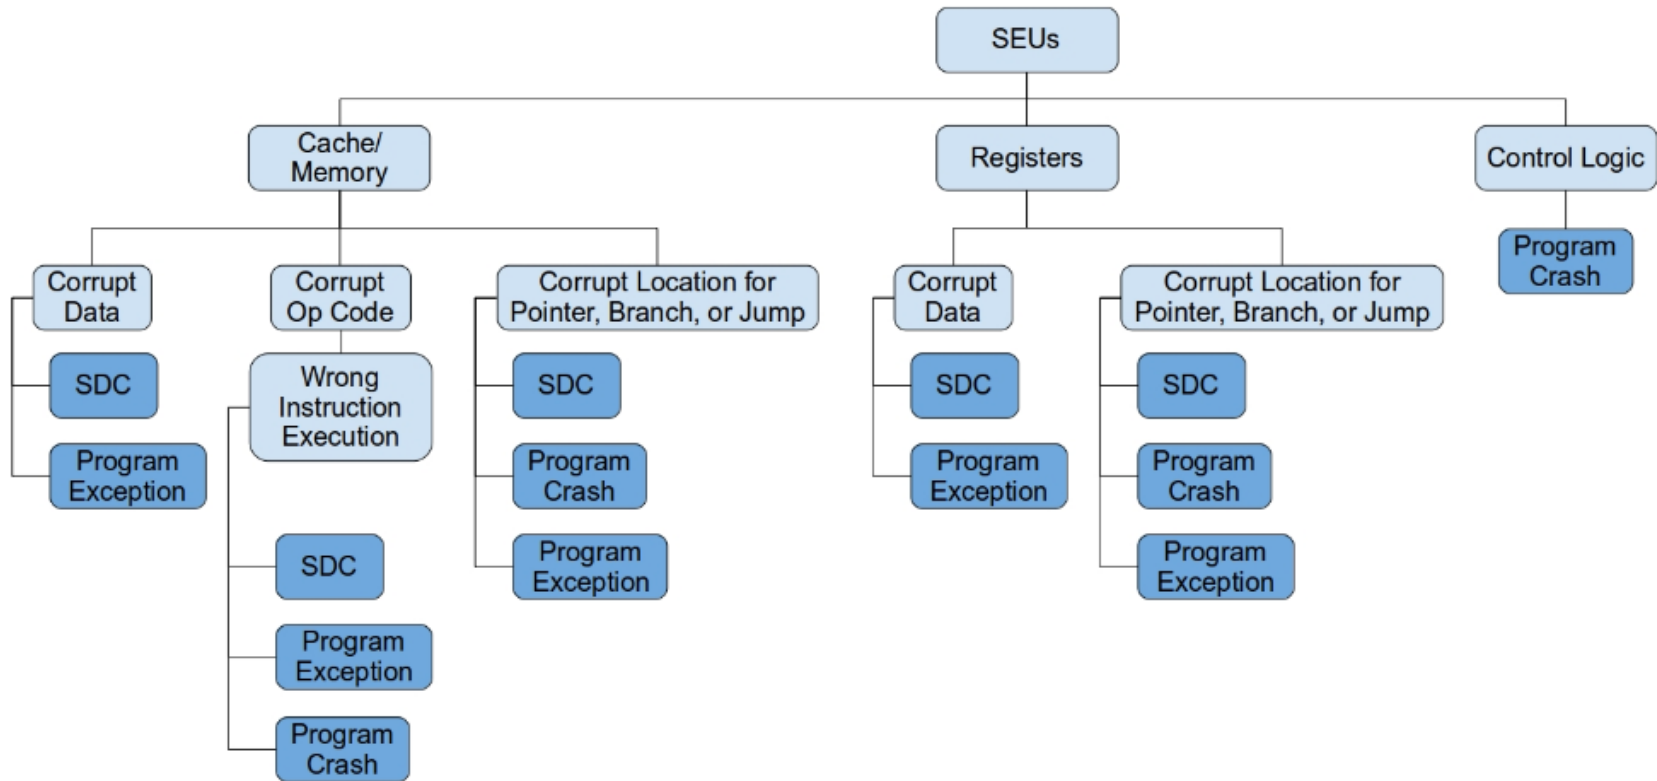 SEUs
Cache/
Memory
Registers
Control Logic
Corrupt
Data
Corrupt
Op Code
Corrupt Location for
Pointer, Branch, or Jump
Corrupt
Data
Corrupt Location for
Pointer, Branch, or Jump
Program
Crash
SDC
Program
Exception
Wrong
Instruction
Execution
SDC
Program
Exception
Program
Crash
SDC
Program
Crash
Program
Exception
SDC
Program
Exception
SDC
Program
Crash
Program
Exception